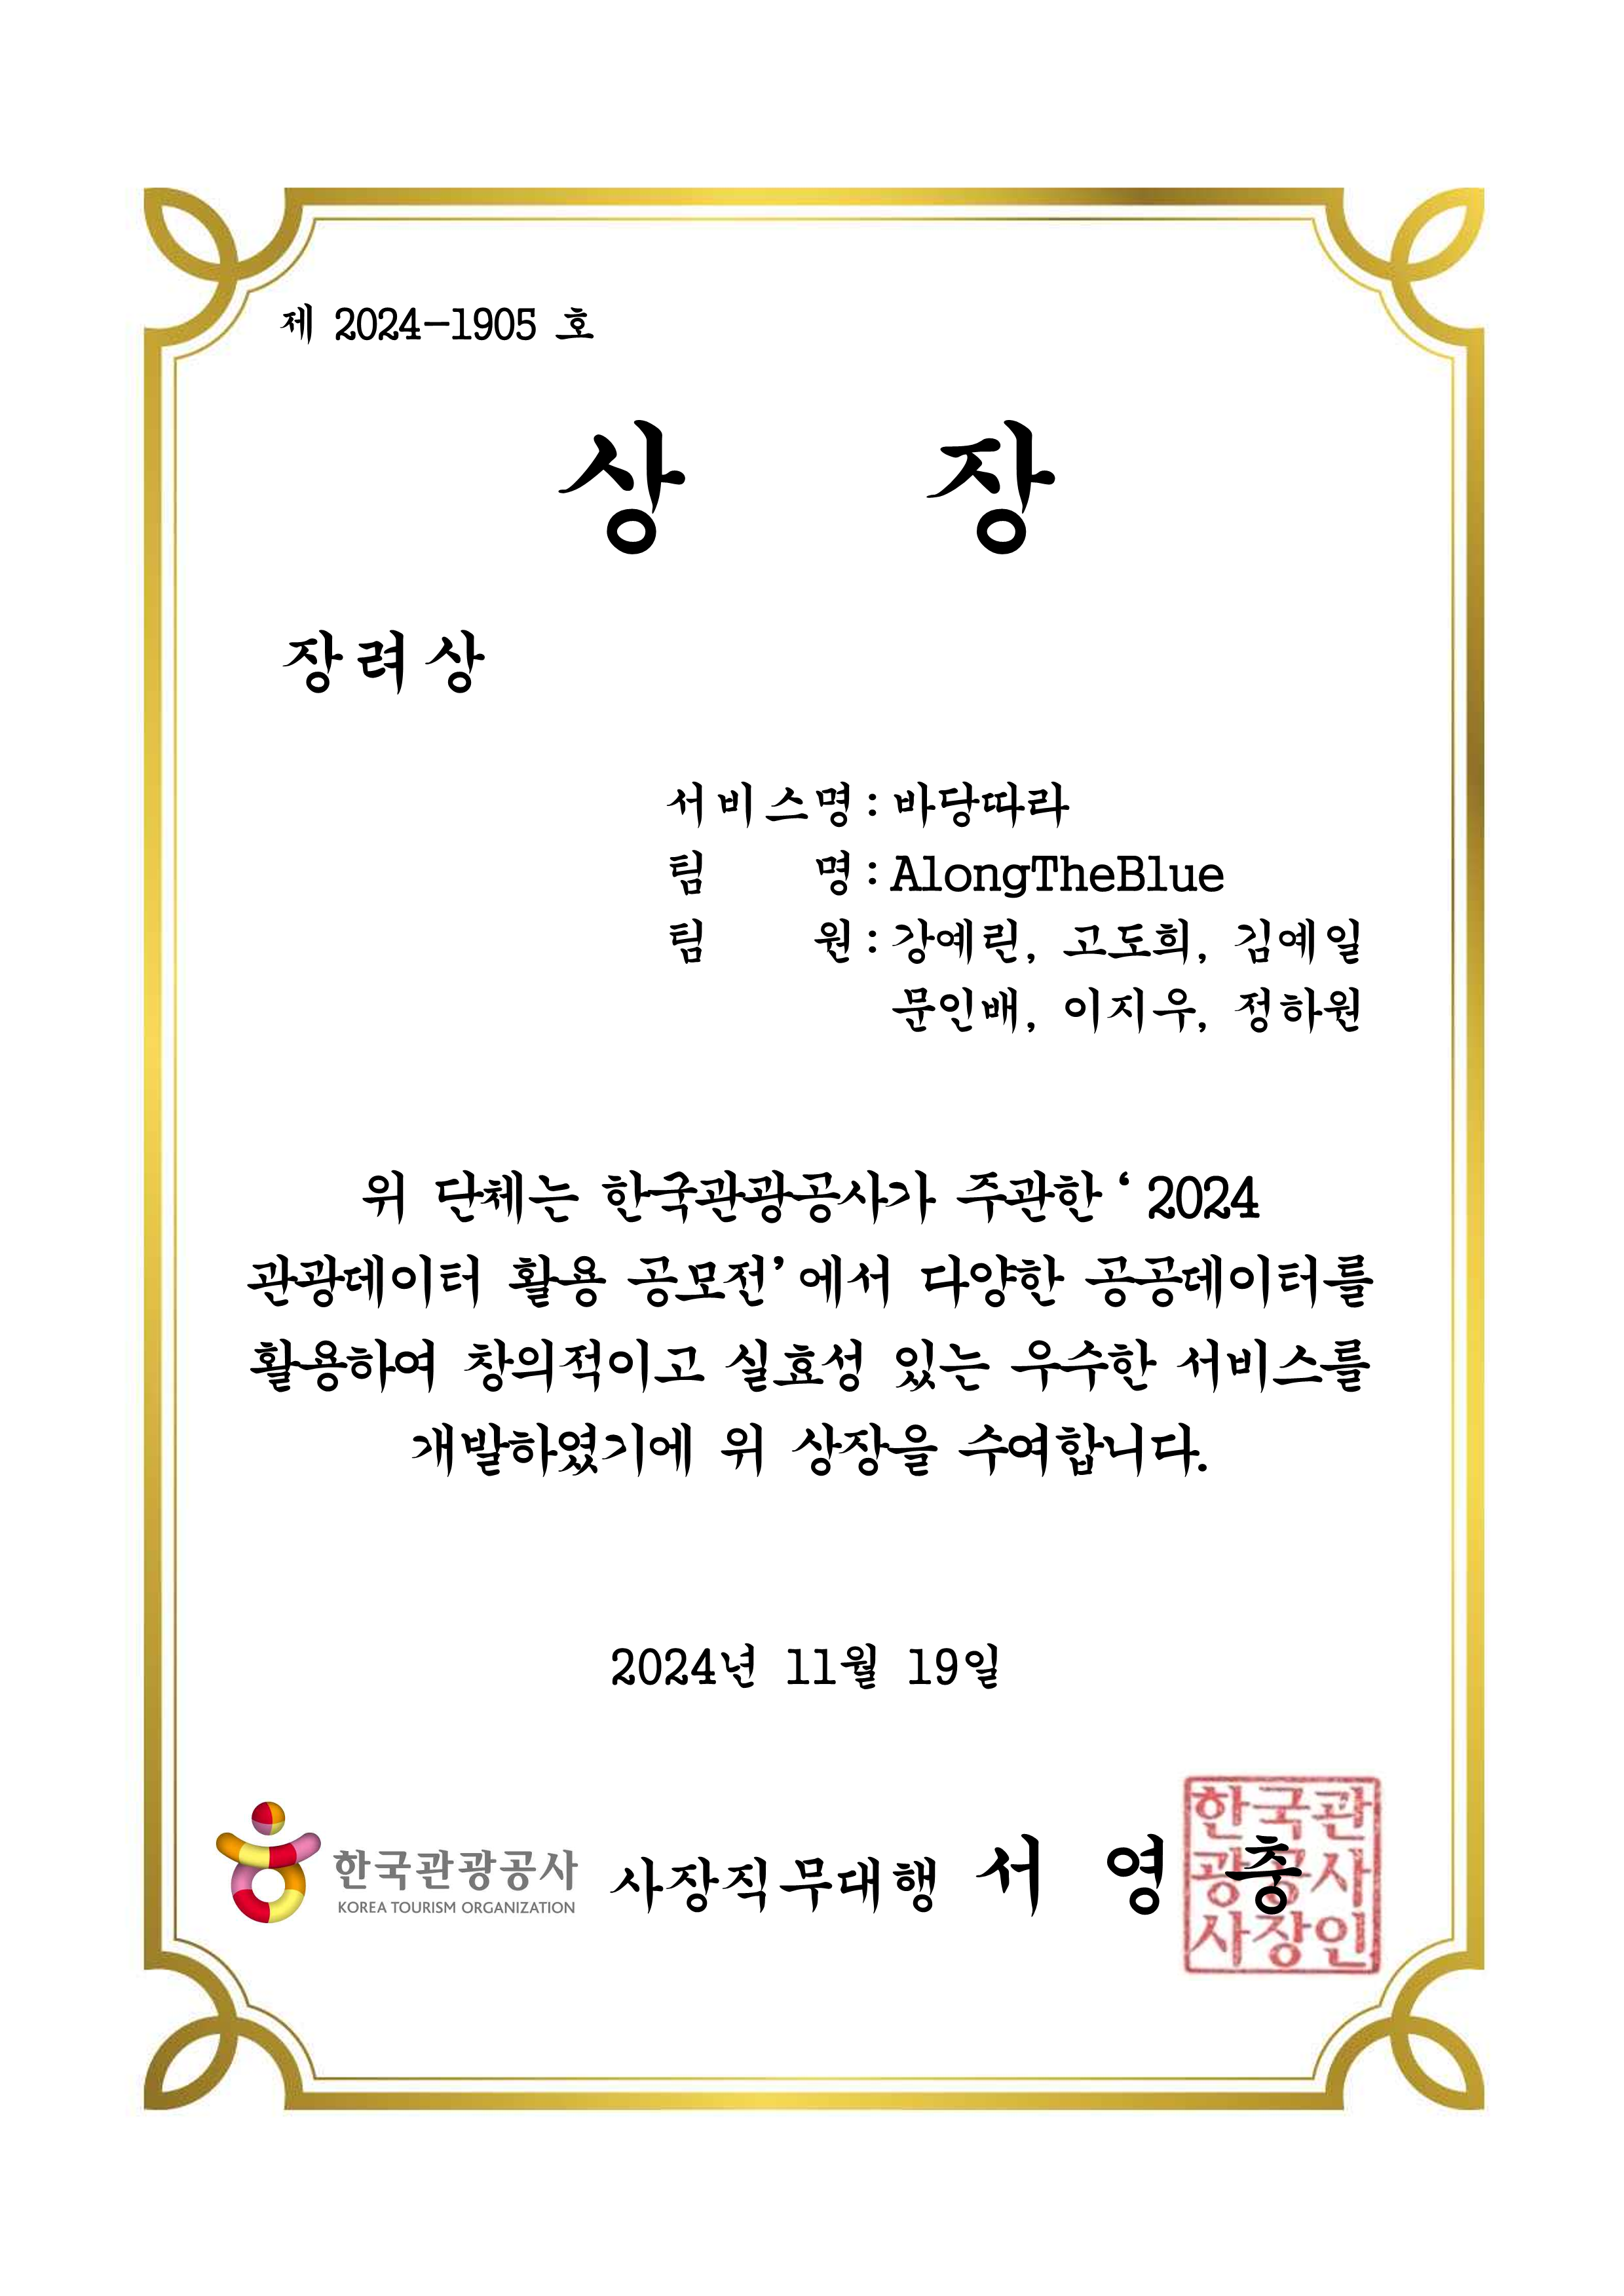 제 2024-1905 호
상 장
장려상
서비스명 : 바당따라
팀 명 : AlongTheBlue
팀 원 : 강예린, 고도희, 김예일
문인배, 이지우, 정하원
위 단체는 한국관광공사가 주관한 ‘2024
관광데이터 활용 공모전’에서 다양한 공공데이터를
활용하여 창의적이고 실효성 있는 우수한 서비스를
개발하였기에 위 상장을 수여합니다.
2024년 11월 19일
한국관광공사
KOREA TOURISM ORGANIZATION
사장직무대행 서 영 충
한국관
광공사
사장인